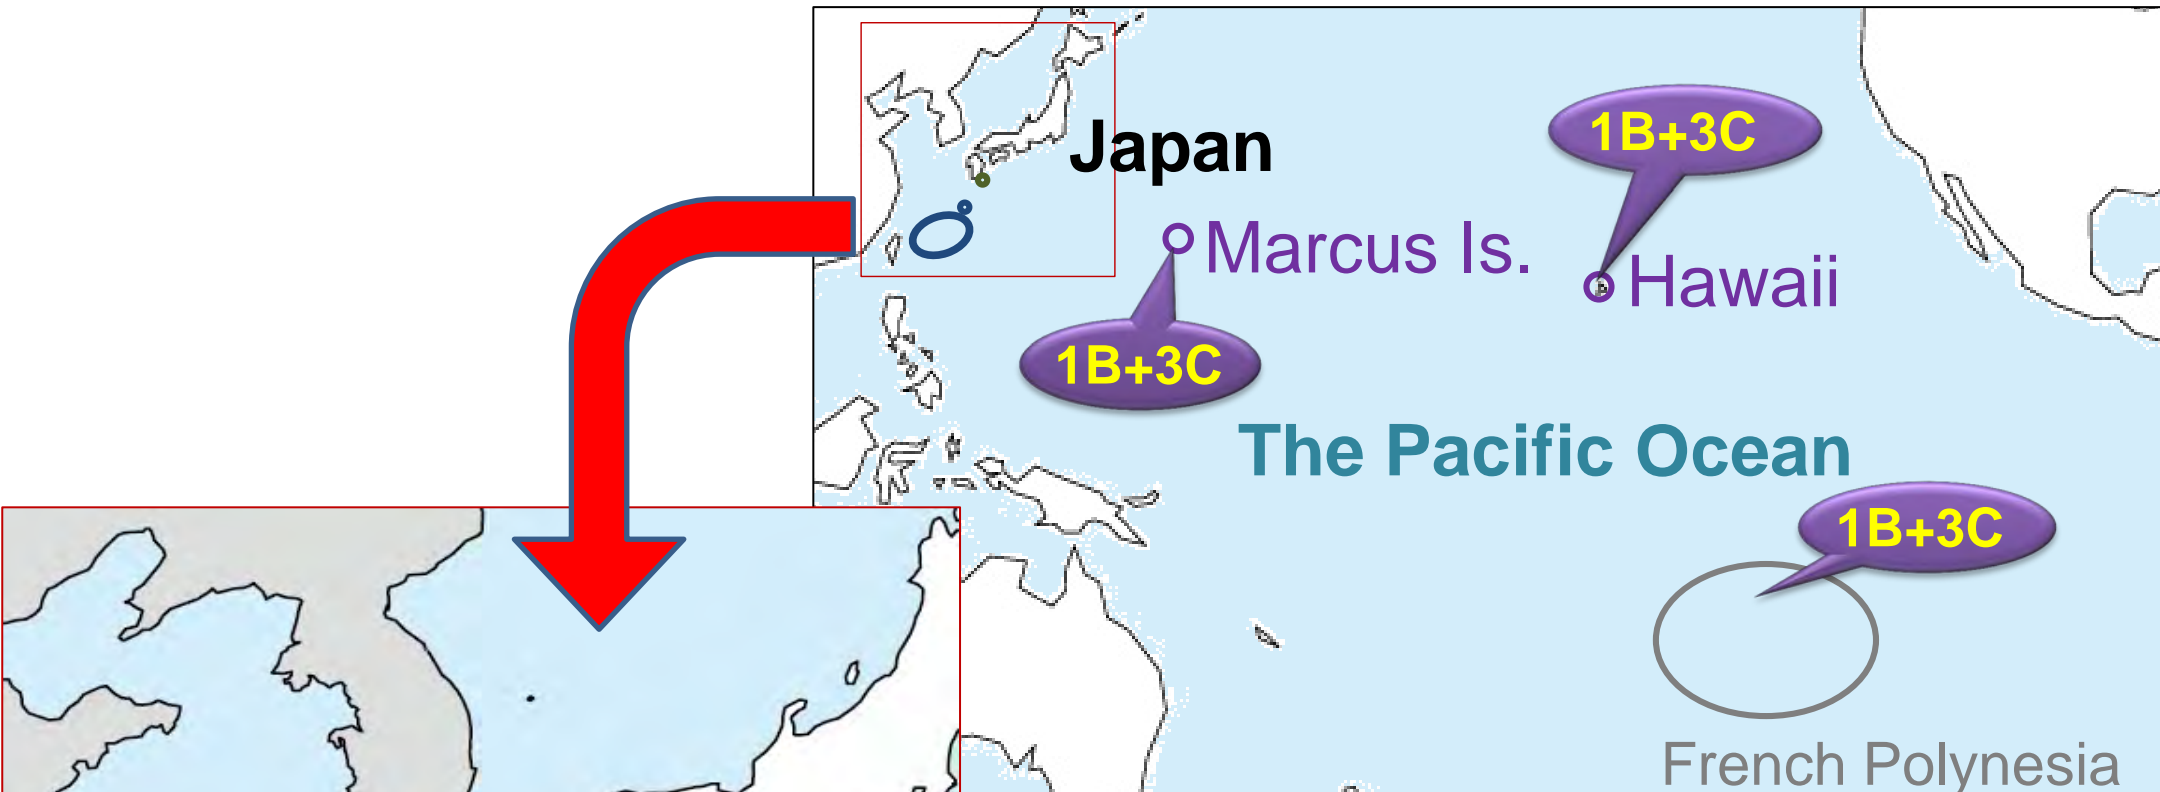 1B+3C
Japan
Marcus Is.
Hawaii
1B+3C
The Pacific Ocean
1B+3C
French Polynesia